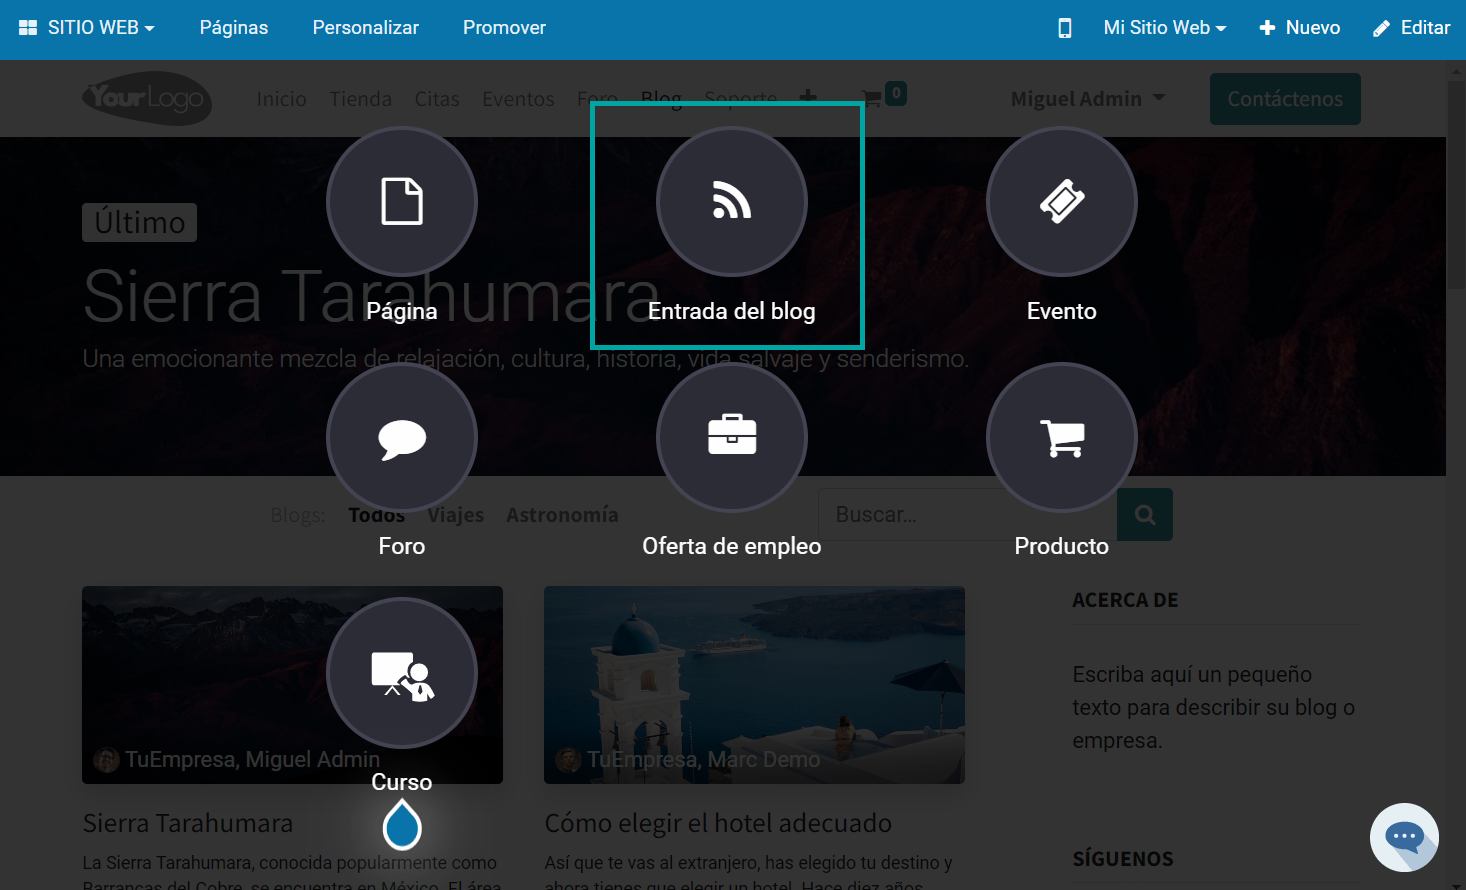 SITIO WEB Páginas Personalizar Promover Mi Sitio Web Nuevo Editar
YourLogo Inicio Tienda Citas Eventos Foro Blog Soporte 0 Miguel Admin Contáctenos
Último
Sierra Tarahumara
Página Entrada del blog Evento
Una emocionante mezcla de relajación, cultura, historia, vida salvaje y senderismo.
Blogs: Todos Viajes Astronomía Buscar...
Foro Oferta de empleo Producto
ACERCA DE
Escriba aquí un pequeño
texto para describir su blog o
empresa.
TuEmpresa, Miguel Admin TuEmpresa, Marc Demo
Curso
Sierra Tarahumara Cómo elegir el hotel adecuado
La Sierra Tarahumara, conocida popularmente como Así que te vas al extranjero, has elegido tu destino y
SÍGUENOS
Barrancas del Cobre, se encuentra en México. El área ahora tienes que elegir un hotel. Hace diez años